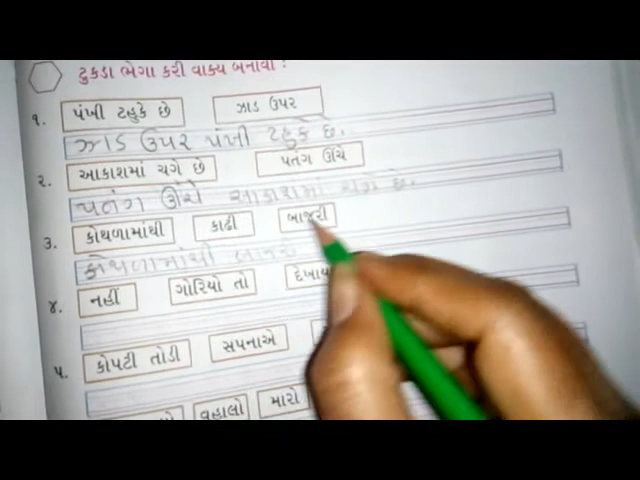 ટુકડા ભેગા કરી વાક્ય બનાવો :
૧. પંખી ટહુકે છે ઝાડ ઉપર
ઝાડ ઉપર પંખી ટહુકે છે.
૨. આકાશમાં ચગે છે પતંગ ઊંચે
પતંગ ઊંચે આકાશમાં ચગે છે.
૩. કોથળામાંથી કાઢી બાજરી
કોથળામાંથી બાજરી
૪. નહીં ગોરિયો તો
૫. કોપટી તોડી સપનાએ
વહાલો મારો